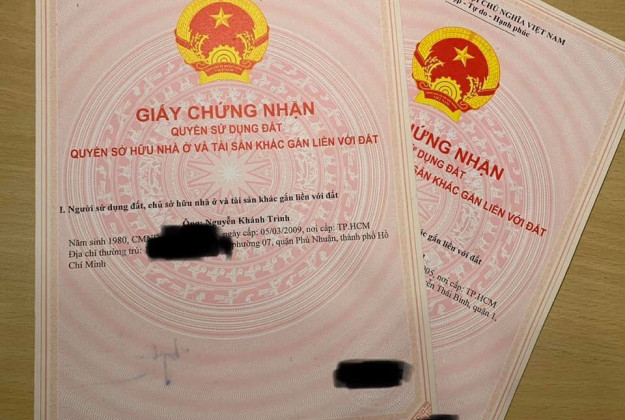 GIẤY CHỨNG NHẬN
QUYỀN SỬ DỤNG ĐẤT
QUYỀN SỞ HỮU NHÀ Ở VÀ TÀI SẢN KHÁC GẮN LIỀN VỚI ĐẤT
I. Người sử dụng đất, chủ sở hữu nhà ở và tài sản khác gắn liền với đất
Ông: Nguyễn Khánh Trình
Năm sinh 1980, ngày cấp: 05/03/2009, nơi cấp: TP.HCM
Địa chỉ thường trú: phường 07, quận Phú Nhuận, thành phố Hồ
Chí Minh
CHỦ NGHĨA VIỆT NAM
- Tự do - Hạnh phúc
CHỨNG NHẬN
DỤNG ĐẤT
SẢN KHÁC GẮN LIỀN VỚI ĐẤT
khác gắn liền với đất
nơi cấp: TP.HCM
Thái Bình, quận 1,